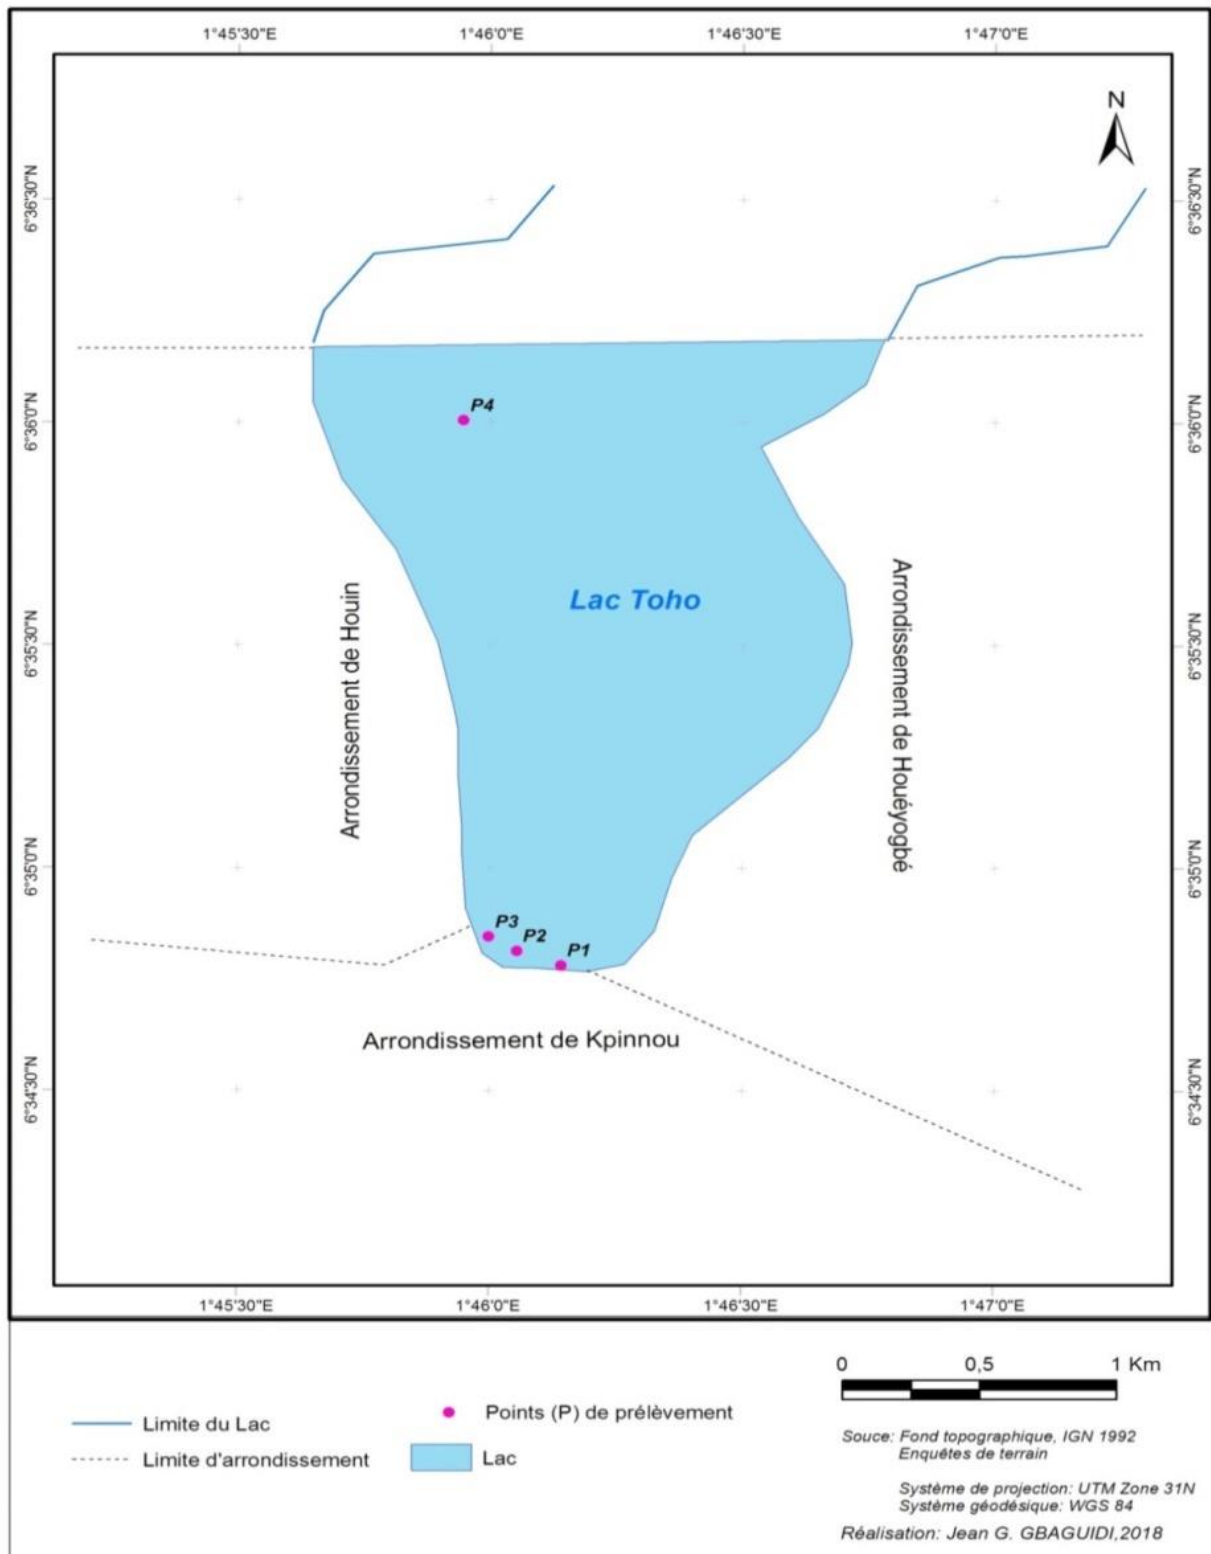 1°45'30"E 1°46'0"E 1°46'30"E 1°47'0"E
N
6°36'30"N 6°36'30"N
P4
6°36'0"N 6°36'0"N
Lac Toho
Arrondissement de Houin
Arrondissement de Houéyogbé
6°35'30"N 6°35'30"N
6°35'0"N 6°35'0"N
P3
P2
P1
Arrondissement de Kpinnou
6°34'30"N 6°34'30"N
1°45'30"E 1°46'0"E 1°46'30"E 1°47'0"E
0 0,5 1 Km
Limite du Lac
Points (P) de prélèvement
Limite d'arrondissement
Lac
Souce: Fond topographique, IGN 1992
Enquêtes de terrain
Système de projection: UTM Zone 31N
Système géodésique: WGS 84
Réalisation: Jean G. GBAGUIDI,2018